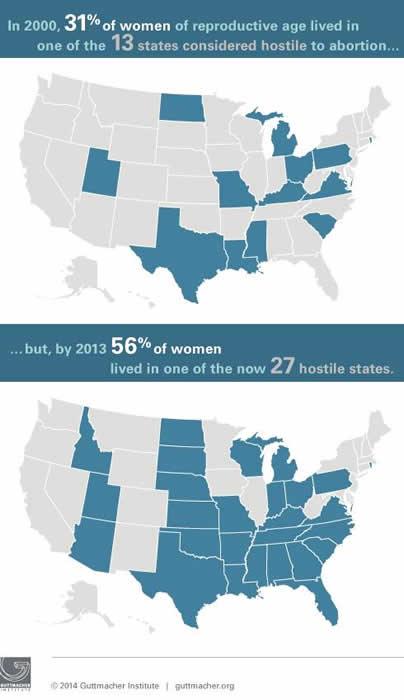 In 2000, 31% of women of reproductive age lived in
one of the 13 states considered hostile to abortion...
...but, by 2013 56% of women
lived in one of the now 27 hostile states.
GUTTMACHER
INSTITUTE
© 2014 Guttmacher Institute | guttmacher.org